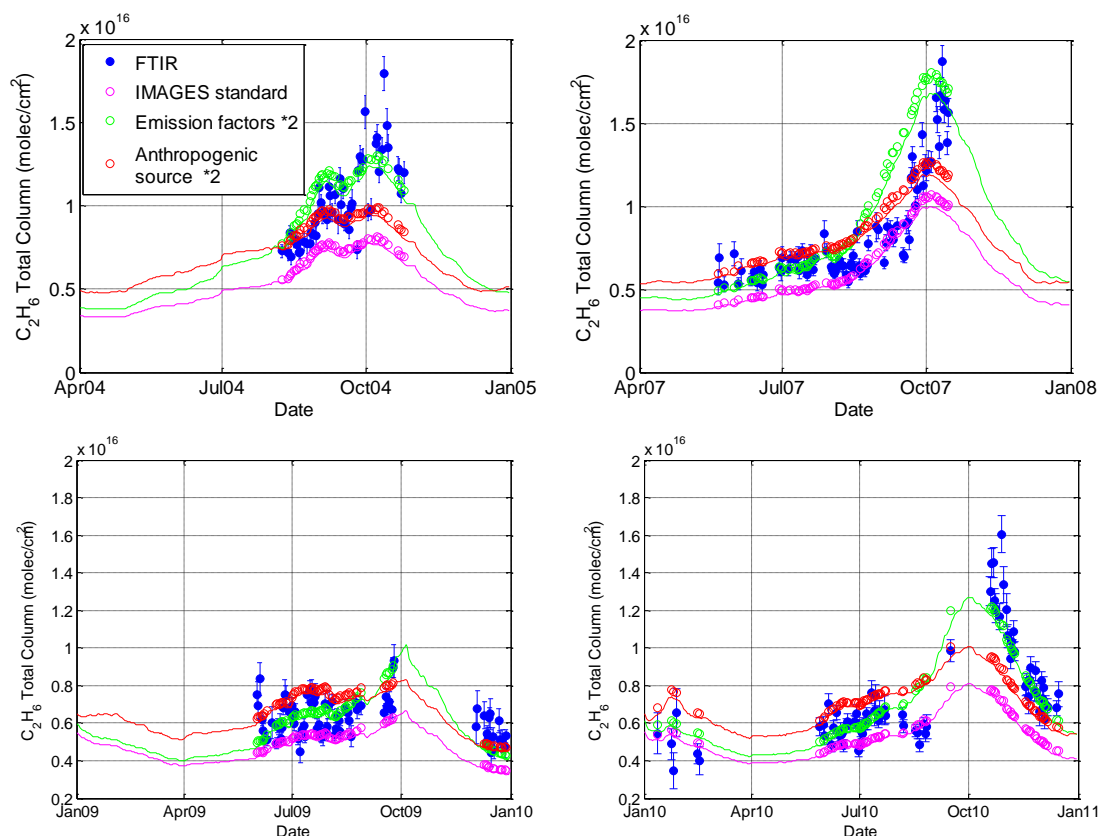 x 10^16
2
1.5
1
0.5
0
C2H6 Total Column (molec/cm²)
FTIR
IMAGES standard
Emission factors *2
Anthropogenic
source *2
Apr04 Jul04 Oct04 Jan05
Date
x 10^16
2
1.5
1
0.5
0
C2H6 Total Column (molec/cm²)
Apr07 Jul07 Oct07 Jan08
Date
x 10^16
2
1.8
1.6
1.4
1.2
1
0.8
0.6
0.4
0,2
C2H6 Total Column (molec/cm²)
Jan09 Apr09 Jul09 Oct09 Jan10
Date
x 10^16
2
1.8
1.6
1.4
1.2
1
0.8
0.6
0.4
0,2
C2H6 Total Column (molec/cm²)
Jan10 Apr10 Jul10 Oct10 Jan11
Date